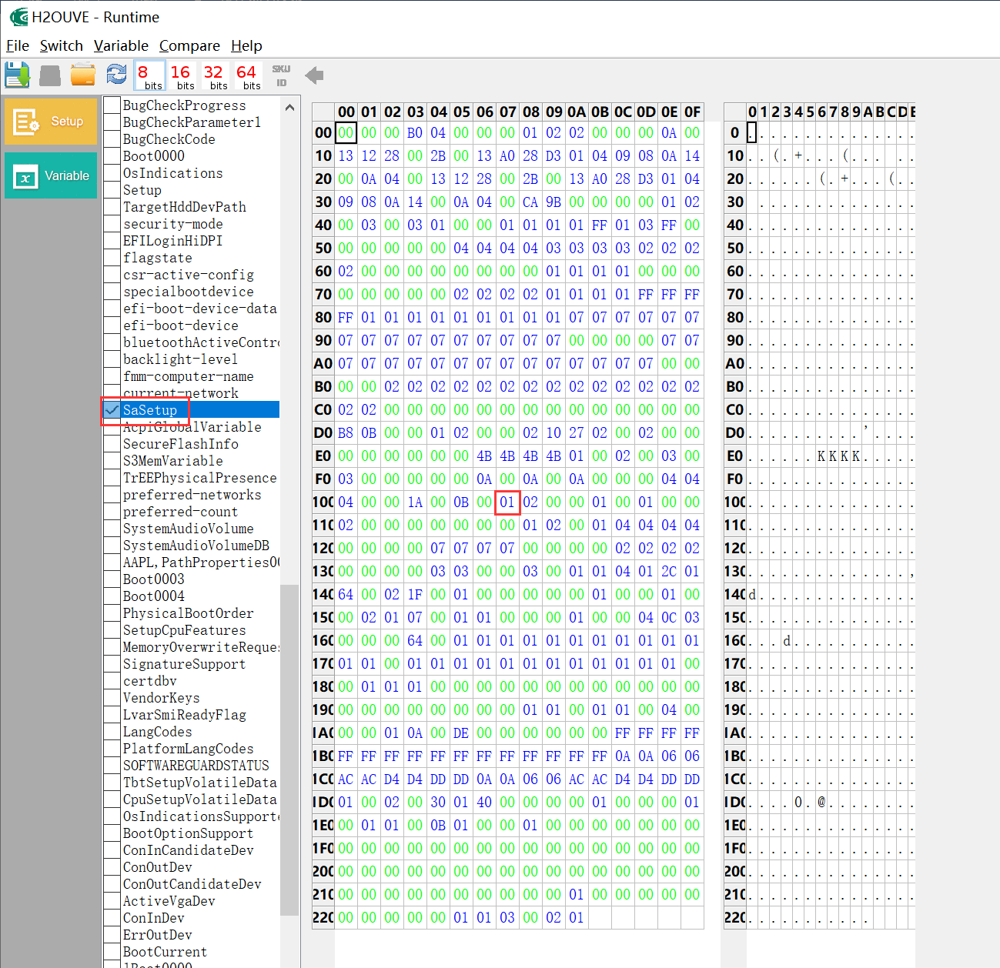 H2OUVE - Runtime
File Switch Variable Compare Help
8 bits 16 bits 32 bits 64 bits SKU ID
Setup
Variable
BugCheckProgress
BugCheckParameter1
BugCheckCode
Boot0000
OsIndications
Setup
TargetHddDevPath
security-mode
EFILoginHiDPI
flagstate
csr-active-config
specialbootdevice
efi-boot-device-data
efi-boot-device
bluetoothActiveContro
backlight-level
fmm-computer-name
current-network
SaSetup
AcpiGlobalVariable
SecureFlashInfo
S3MemVariable
TrEEPhysicalPresence
preferred-networks
preferred-count
SystemAudioVolume
SystemAudioVolumeDB
AAPL,PathProperties00
Boot0003
Boot0004
PhysicalBootOrder
SetupCpuFeatures
MemoryOverwriteReques
SignatureSupport
certdbv
VendorKeys
LvarSmiReadyFlag
LangCodes
PlatformLangCodes
SOFTWAREGUARDSTATUS
TbtSetupVolatileData
CpuSetupVolatileData
OsIndicationsSupporte
BootOptionSupport
ConInCandidateDev
ConOutDev
ConOutCandidateDev
ActiveVgaDev
ConInDev
ErrOutDev
BootCurrent
lBoot0000
00 01 02 03 04 05 06 07 08 09 0A 0B 0C 0D 0E 0F
00 00 00 00 B0 04 00 00 00 01 02 02 00 00 00 0A 00
10 13 12 28 00 2B 00 13 A0 28 D3 01 04 09 08 0A 14
20 00 0A 04 00 13 12 28 00 2B 00 13 A0 28 D3 01 04
30 09 08 0A 14 00 0A 04 00 CA 9B 00 00 00 00 01 02
40 00 03 00 03 01 00 00 01 01 01 01 FF 01 03 FF 00
50 00 00 00 00 00 04 04 04 04 03 03 03 03 02 02 02
60 02 00 00 00 00 00 00 00 00 01 01 01 01 00 00 00
70 00 00 00 00 00 02 02 02 02 01 01 01 01 FF FF FF
80 FF 01 01 01 01 01 01 01 01 01 07 07 07 07 07 07
90 07 07 07 07 07 07 07 07 07 07 00 00 00 00 07 07
A0 07 07 07 07 07 07 07 07 07 07 07 07 07 07 00 00
B0 00 00 02 02 02 02 02 02 02 02 02 02 02 02 02 02
C0 02 02 00 00 00 00 00 00 00 00 00 00 00 00 00 00
D0 B8 0B 00 00 01 02 00 00 02 10 27 02 00 02 00 00
E0 00 00 00 00 00 00 4B 4B 4B 4B 01 00 02 00 03 00
F0 03 00 00 00 00 00 0A 00 0A 00 0A 00 00 00 04 04
100 04 00 00 1A 00 0B 00 01 02 00 00 01 00 01 00 00
110 02 00 00 00 00 00 00 00 01 02 00 01 04 04 04 04
120 00 00 00 00 07 07 07 07 00 00 00 00 02 02 02 02
130 00 00 00 00 03 03 00 00 03 00 01 01 04 01 2C 01
140 64 00 02 1F 00 01 00 00 00 00 00 01 00 00 01 00
150 00 02 01 07 00 01 01 00 00 00 01 00 00 04 0C 03
160 00 00 00 64 00 01 01 01 01 01 01 01 01 01 01 01
170 01 01 00 01 01 01 01 01 01 01 01 01 01 01 01 00
180 00 01 01 01 00 00 00 00 00 00 00 00 00 00 00 00
190 00 00 00 00 00 00 00 00 01 01 00 01 01 00 04 00
1A0 00 00 01 0A 00 DE 00 00 00 00 00 00 FF FF FF FF
1B0 FF FF FF FF FF FF FF FF FF FF FF FF 0A 0A 06 06
1C0 AC AC D4 D4 DD DD 0A 0A 06 06 AC AC D4 D4 DD DD
1D0 01 00 02 00 30 01 40 00 00 00 00 01 00 00 00 01
1E0 00 01 01 00 0B 01 00 00 01 00 00 00 00 00 00 00
1F0 00 00 00 00 00 00 00 00 00 00 00 00 00 00 00 00
200 00 00 00 00 00 00 00 00 00 00 00 00 00 00 00 00
210 00 00 00 00 00 00 00 00 00 00 01 00 00 00 00 00
220 00 00 00 00 00 01 01 03 00 02 01
0 1 2 3 4 5 6 7 8 9 A B C D E
0 . . . . . . . . . . . . . . .
10 . . ( . + . . . ( . . . . .
20 . . . . . . ( . + . . . ( . .
30 . . . . . . . . . . . . . .
40 . . . . . . . . . . . . . . .
50 . . . . . . . . . . . . . . .
60 . . . . . . . . . . . . . . .
70 . . . . . . . . . . . . . . .
80 . . . . . . . . . . . . . . .
90 . . . . . . . . . . . . . . .
A0 . . . . . . . . . . . . . . .
B0 . . . . . . . . . . . . . . .
C0 . . . . . . . . . . . . . . .
D0 . . . . . . . . . . ' . . . .
E0 . . . . . . K K K K . . . . .
F0 . . . . . . . . . . . . . .
100 . . . . . . . . . . . . . . .
110 . . . . . . . . . . . . . . .
120 . . . . . . . . . . . . . . .
130 . . . . . . . . . . . . . . ,
140 d . . . . . . . . . . . . . .
150 . . . . . . . . . . . . . . .
160 . . . d . . . . . . . . . . .
170 . . . . . . . . . . . . . . .
180 . . . . . . . . . . . . . . .
190 . . . . . . . . . . . . . . .
1A0 . . . . . . . . . . . . . . .
1B0 . . . . . . . . . . . . . . .
1C0 . . . . . . . . . . . . . . .
1D0 . . . . 0 . @ . . . . . . . .
1E0 . . . . . . . . . . . . . . .
1F0 . . . . . . . . . . . . . . .
200 . . . . . . . . . . . . . . .
210 . . . . . . . . . . . . . . .
220 . . . . . . . . . . .